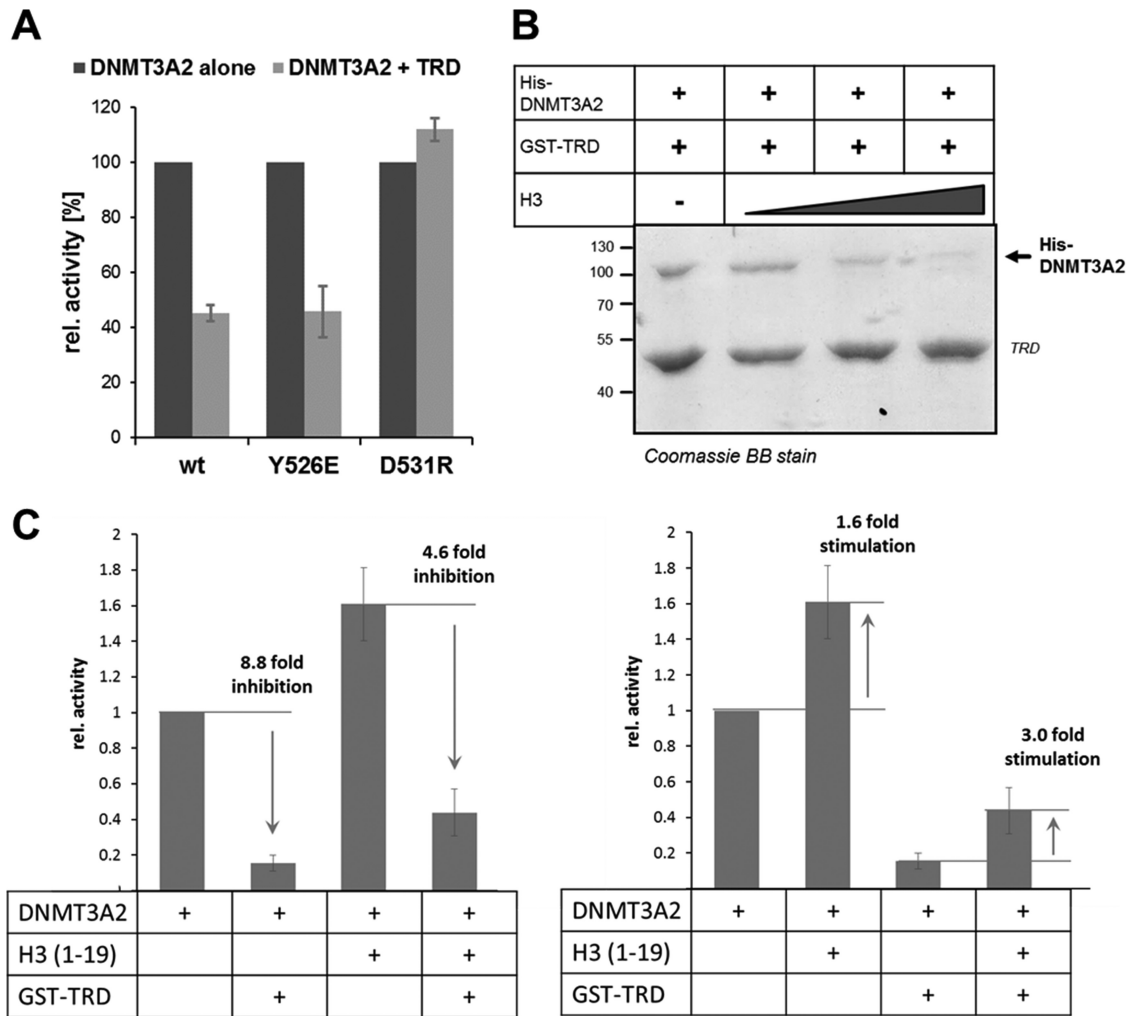 A
DNMT3A2 alone DNMT3A2 + TRD
rel. activity [%]
120
100
80
60
40
20
0
wt Y526E D531R
B
His-
DNMT3A2 + + + +
GST-TRD + + + +
H3 -
130
100
70
55
40
His-
DNMT3A2
TRD
Coomassie BB stain
C
rel. activity
2
1.8
1.6
1.4
1.2
1
0.8
0.6
0.4
0.2
8.8 fold
inhibition
4.6 fold
inhibition
DNMT3A2 + + + +
H3 (1-19) + +
GST-TRD + +
rel. activity
2
1.8
1.6
1.4
1.2
1
0.8
0.6
0.4
0.2
1.6 fold
stimulation
3.0 fold
stimulation
DNMT3A2 + + + +
H3 (1-19) + +
GST-TRD + +